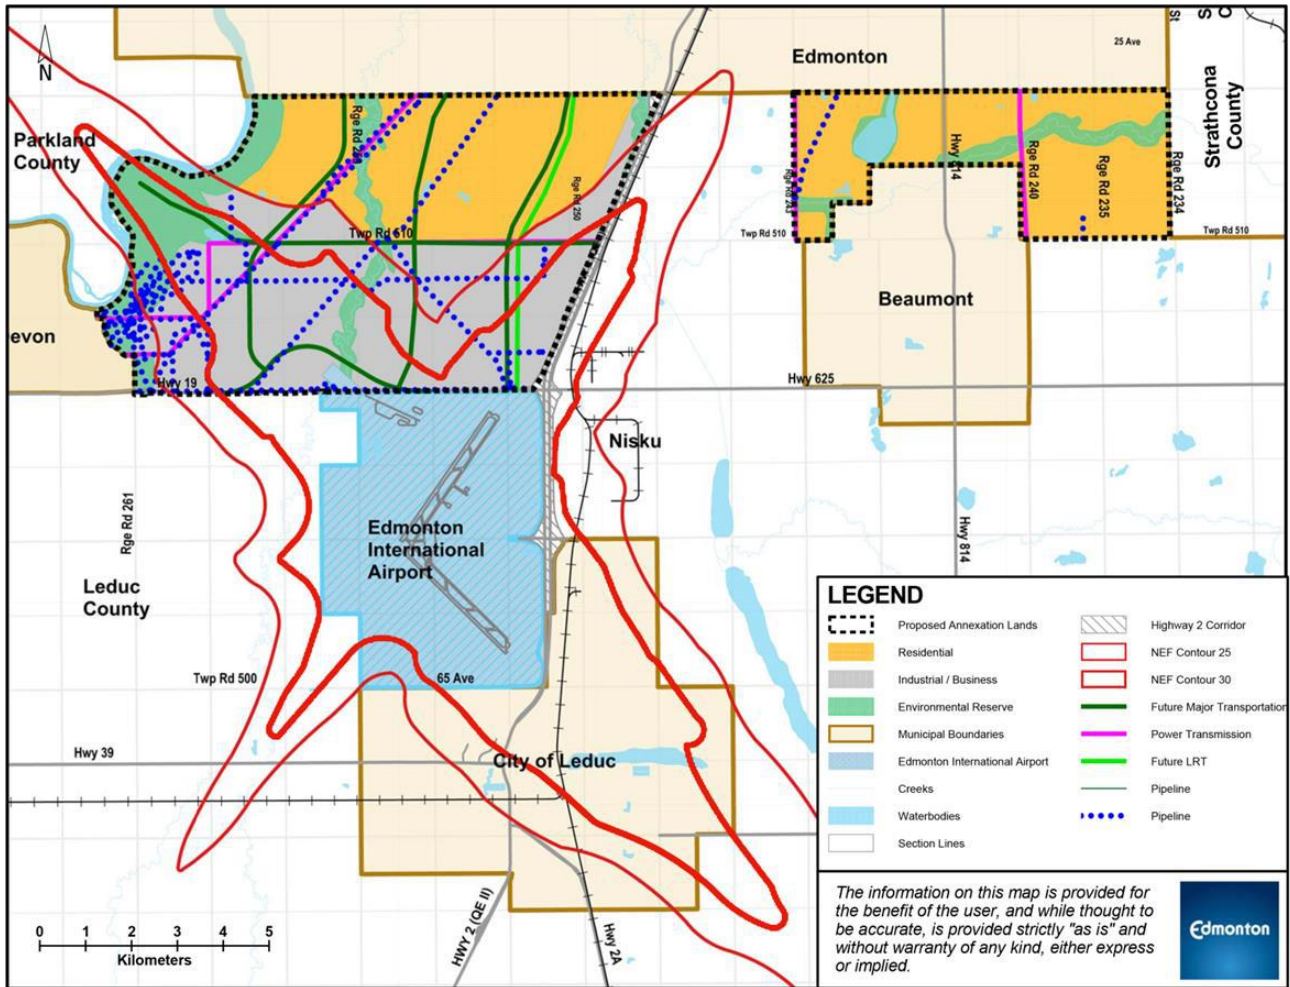 Edmonton
25 Ave
N
Parkland
County
Strathcona
County
St
S
C
Rge Rd 250
Hwy 814
Rge Rd 240
Rge Rd 235
Rge Rd 234
Twp Rd 510
Twp Rd 510
Twp Rd 510
Beaumont
evon
Hwy 19
Hwy 625
Nisku
Rge Rd 261
Edmonton
International
Airport
Hwy 814
Leduc
County
Twp Rd 500
65 Ave
Hwy 39
City of Leduc
HWY 2 (QE II)
Hwy 2A
0 1 2 3 4 5
Kilometers
LEGEND
Proposed Annexation Lands
Residential
Industrial / Business
Environmental Reserve
Municipal Boundaries
Edmonton International Airport
Creeks
Waterbodies
Section Lines
Highway 2 Corridor
NEF Contour 25
NEF Contour 30
Future Major Transportation
Power Transmission
Future LRT
Pipeline
Pipeline
The information on this map is provided for
the benefit of the user, and while thought to
be accurate, is provided strictly "as is" and
without warranty of any kind, either express
or implied.
Edmonton